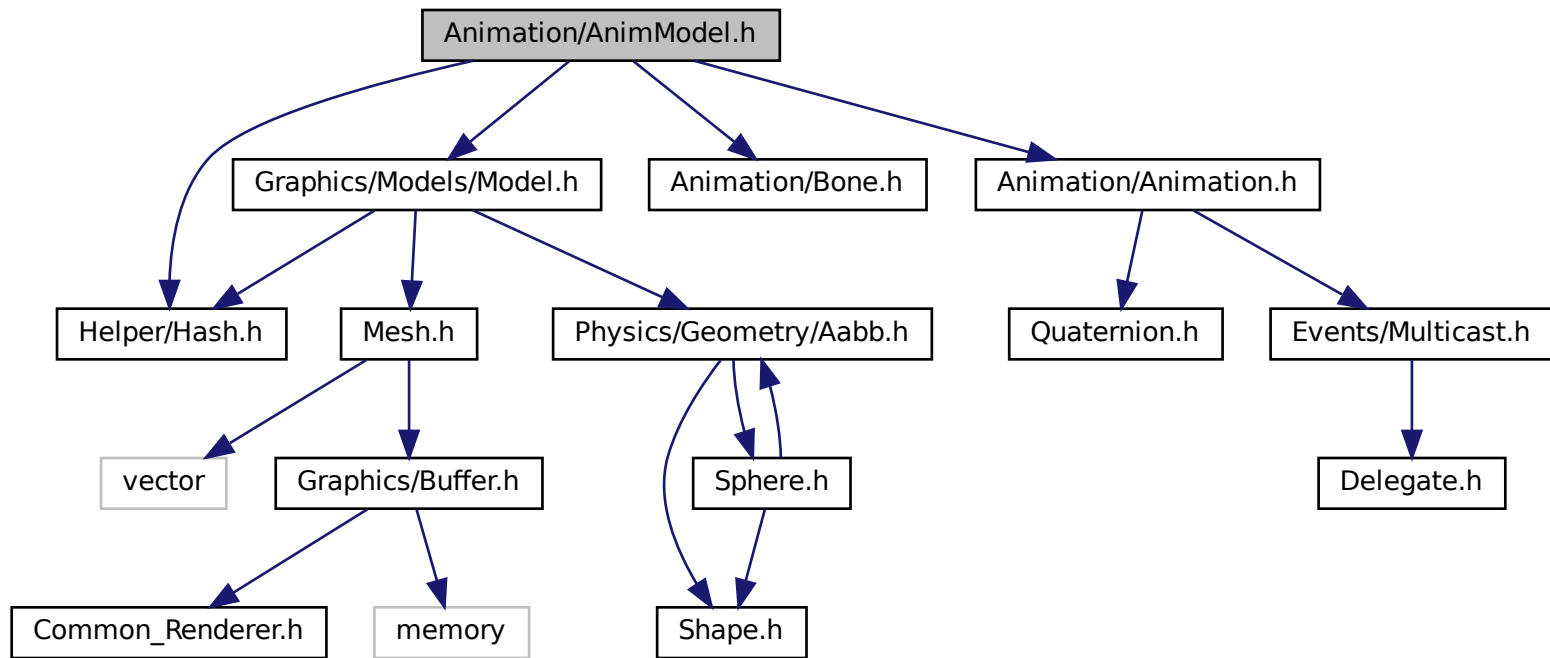 Animation/AnimModel.h
Graphics/Models/Model.h
Animation/Bone.h
Animation/Animation.h
Helper/Hash.h
Mesh.h
Physics/Geometry/Aabb.h
Quaternion.h
Events/Multicast.h
vector
Graphics/Buffer.h
Sphere.h
Delegate.h
Common_Renderer.h
memory
Shape.h